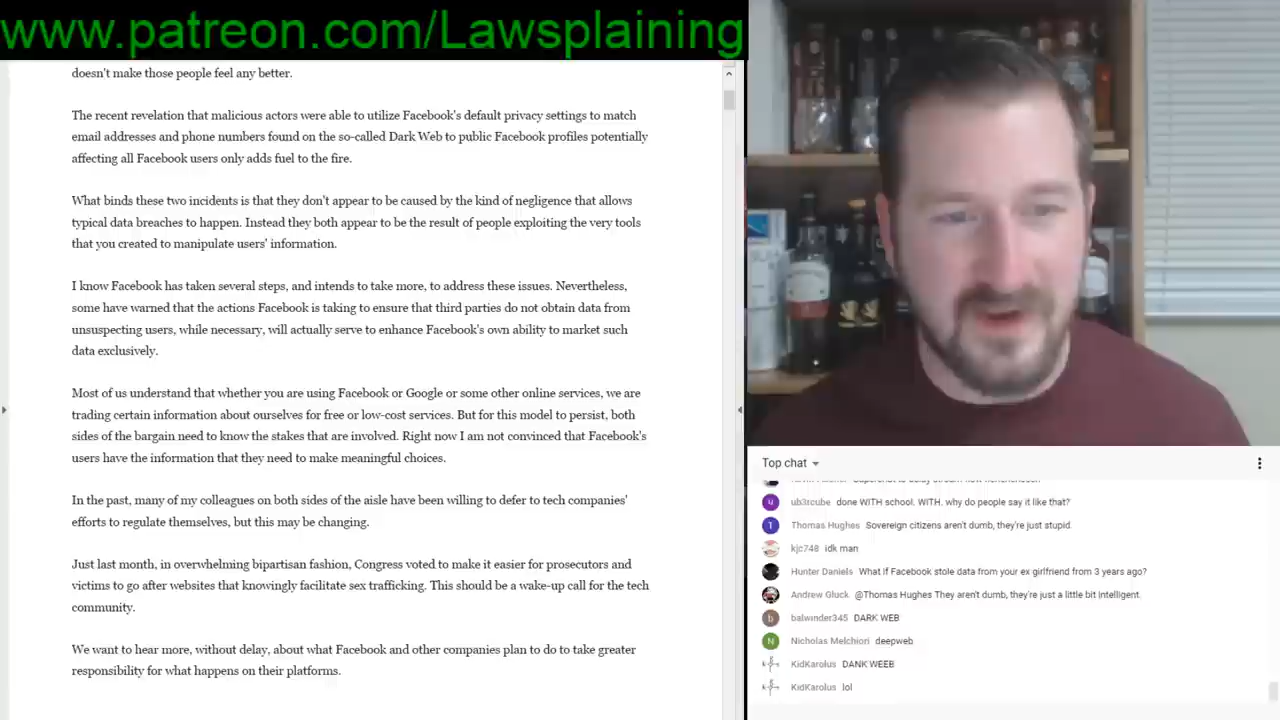 www.patreon.com/Lawsplaining
doesn't make those people feel any better.
The recent revelation that malicious actors were able to utilize Facebook's default privacy settings to match
email addresses and phone numbers found on the so-called Dark Web to public Facebook profiles potentially
affecting all Facebook users only adds fuel to the fire.
What binds these two incidents is that they don't appear to be caused by the kind of negligence that allows
typical data breaches to happen. Instead they both appear to be the result of people exploiting the very tools
that you created to manipulate users' information.
I know Facebook has taken several steps, and intends to take more, to address these issues. Nevertheless,
some have warned that the actions Facebook is taking to ensure that third parties do not obtain data from
unsuspecting users, while necessary, will actually serve to enhance Facebook's own ability to market such
data exclusively.
Most of us understand that whether you are using Facebook or Google or some other online services, we are
trading certain information about ourselves for free or low-cost services. But for this model to persist, both
sides of the bargain need to know the stakes that are involved. Right now I am not convinced that Facebook's
users have the information that they need to make meaningful choices.
In the past, many of my colleagues on both sides of the aisle have been willing to defer to tech companies'
efforts to regulate themselves, but this may be changing.
Just last month, in overwhelming bipartisan fashion, Congress voted to make it easier for prosecutors and
victims to go after websites that knowingly facilitate sex trafficking. This should be a wake-up call for the tech
community.
We want to hear more, without delay, about what Facebook and other companies plan to do to take greater
responsibility for what happens on their platforms.
Top chat
ub3rcube done WITH school. WITH. why do people say it like that?
Thomas Hughes Sovereign citizens aren't dumb, they're just stupid.
kjc748 idk man
Hunter Daniels What if Facebook stole data from your ex girlfriend from 3 years ago?
Andrew Gluck @Thomas Hughes They aren't dumb, they're just a little bit intelligent.
balwinder345 DARK WEB
Nicholas Melchiori deepweb
KidKarolus DANK WEEB
KidKarolus lol